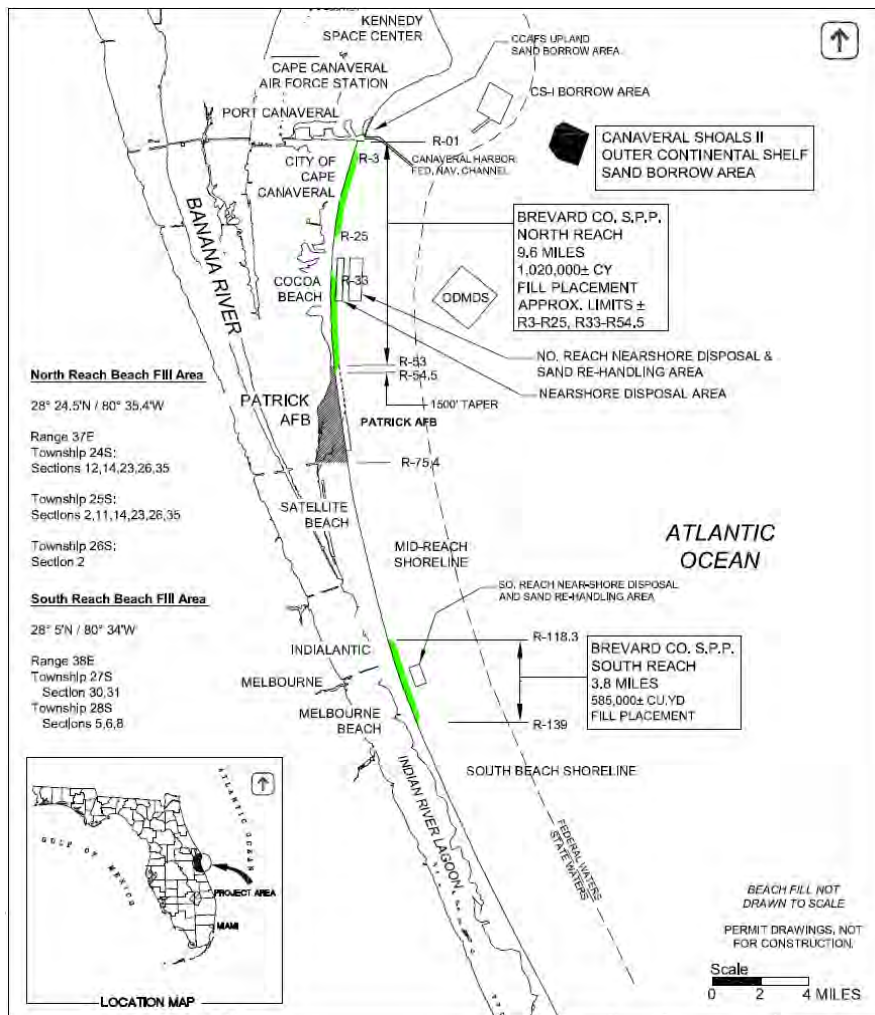 KENNEDY
SPACE CENTER
CCAFS UPLAND
SAND BORROW AREA
CAPE CANAVERAL
AIR FORCE STATION
CS-I BORROW AREA
PORT CANAVERAL
R-01
CANAVERAL SHOALS II
OUTER CONTINENTAL SHELF
SAND BORROW AREA
R-3
CANAVERAL HARBOR
FED. NAV. CHANNEL
CITY OF
CAPE
CANAVERAL
BANANA RIVER
BREVARD CO. S.P.P.
NORTH REACH
9.6 MILES
1,020,000± CY
FILL PLACEMENT
APPROX. LIMITS ±
R3-R25, R33-R54.5
R-25
COCOA
BEACH
R-33
ODMDS
NO. REACH NEARSHORE DISPOSAL &
SAND RE-HANDLING AREA
NEARSHORE DISPOSAL AREA
R-53
R-54.5
1500' TAPER
PATRICK
AFB
PATRICK AFB
R-75.4
North Reach Beach Fill Area
28° 24.5'N / 80° 35.4'W
Range 37E
Township 24S:
Sections 12,14,23,26,35
Township 25S:
Sections 2,11,14,23,26,35
Township 26S:
Section 2
SATELLITE
BEACH
MID-REACH
SHORELINE
ATLANTIC
OCEAN
SO. REACH NEAR-SHORE DISPOSAL
AND SAND RE-HANDLING AREA
South Reach Beach Fill Area
28° 5'N / 80° 34'W
Range 38E
Township 27S
Section 30,31
Township 28S
Sections 5,6,8
INDIALANTIC
R-118.3
BREVARD CO. S.P.P.
SOUTH REACH
3.8 MILES
585,000± CU.YD
FILL PLACEMENT
MELBOURNE
MELBOURNE
BEACH
R-139
INDIAN RIVER LAGOON
SOUTH BEACH SHORELINE
FEDERAL WATERS
STATE WATERS
ATLANTIC OCEAN
GULF OF MEXICO
PROJECT AREA
MIAMI
LOCATION MAP
BEACH FILL NOT
DRAWN TO SCALE
PERMIT DRAWINGS, NOT
FOR CONSTRUCTION.
Scale
0 2 4 MILES